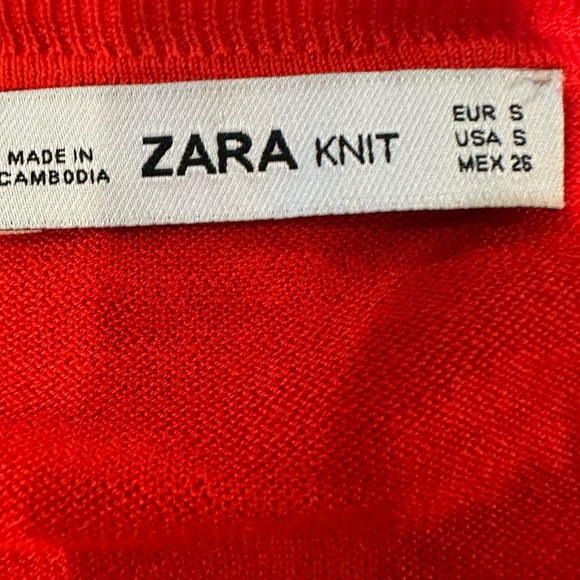 MADE IN
CAMBODIA
ZARA KNIT
EUR S
USA S
MEX 26